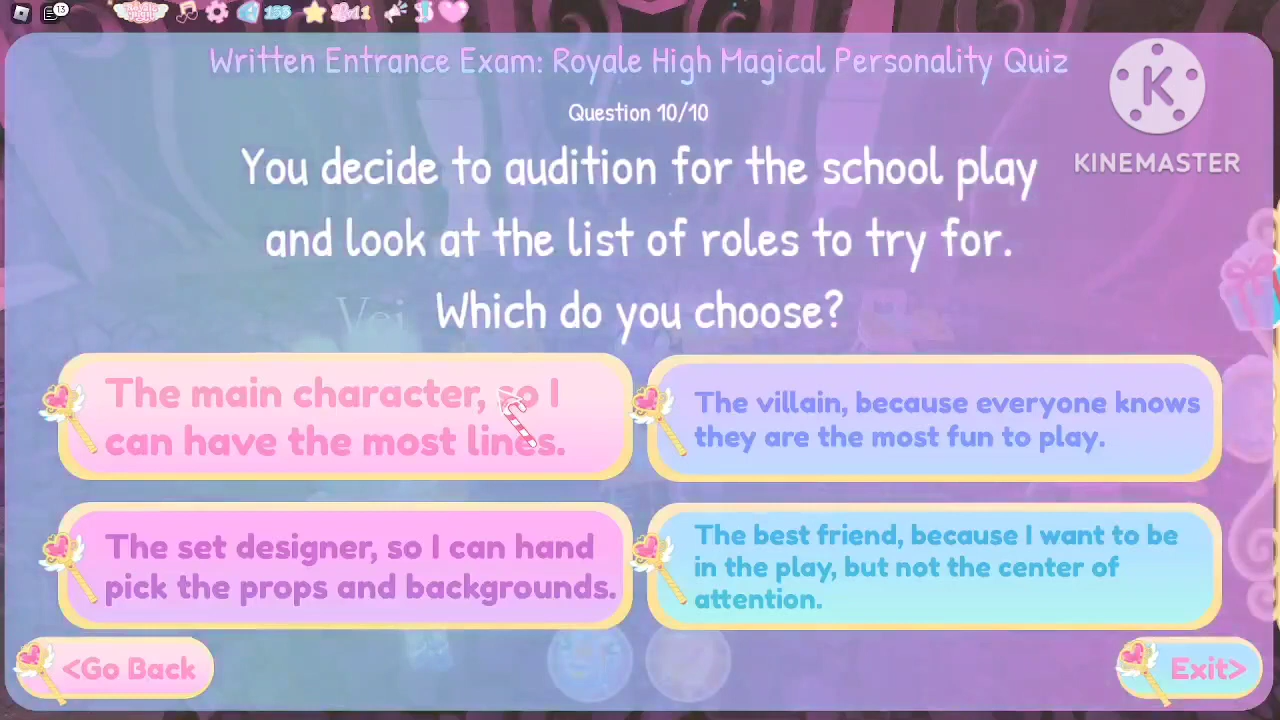 13
Written Entrance Exam: Royale High Magical Personality Quiz
Question 10/10
KINEMASTER
You decide to audition for the school play
and look at the list of roles to try for.
Which do you choose?
The main character, so I
can have the most lines.
The villain, because everyone knows
they are the most fun to play.
The set designer, so I can hand
pick the props and backgrounds.
The best friend, because I want to be
in the play, but not the center of
attention.
<Go Back
Exit>